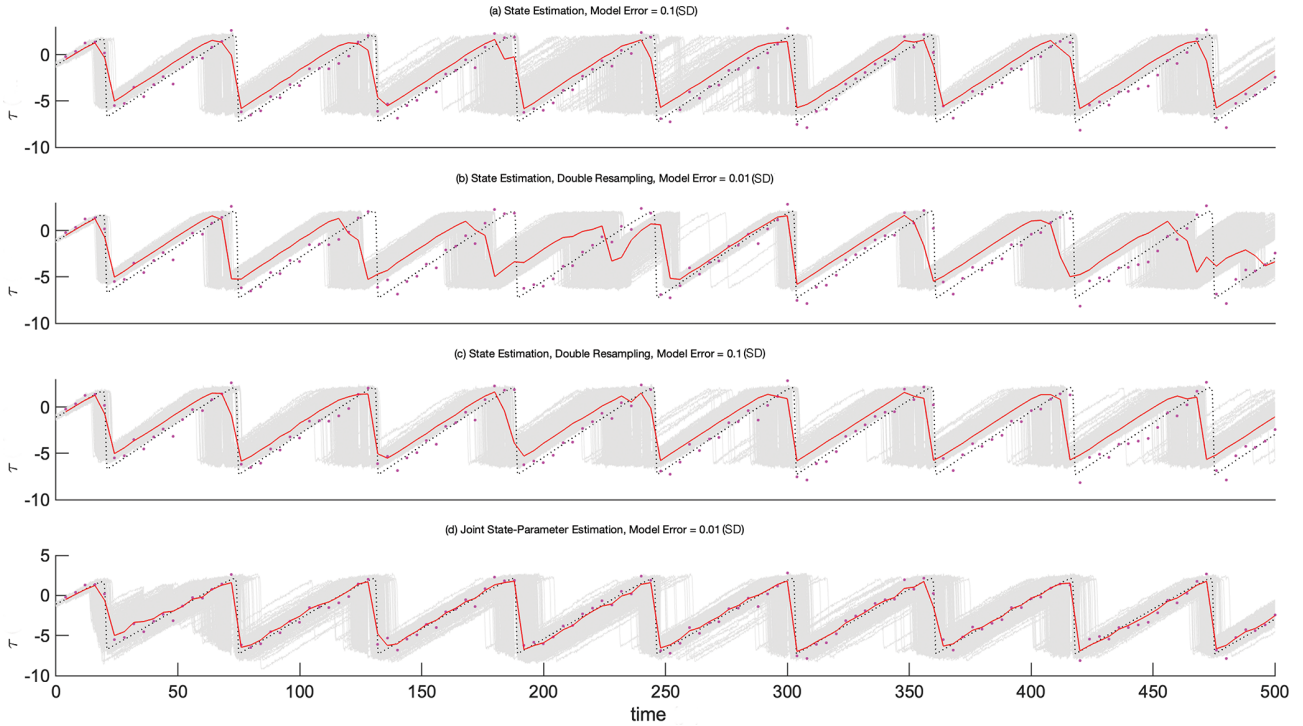 (a) State Estimation, Model Error = 0.1(SD)
0
-5
-10
τ
(b) State Estimation, Double Resampling, Model Error = 0.01(SD)
0
-5
-10
τ
(c) State Estimation, Double Resampling, Model Error = 0.1(SD)
0
-5
-10
τ
(d) Joint State-Parameter Estimation, Model Error = 0.01(SD)
5
0
-5
-10
τ
0 50 100 150 200 250 300 350 400 450 500
time